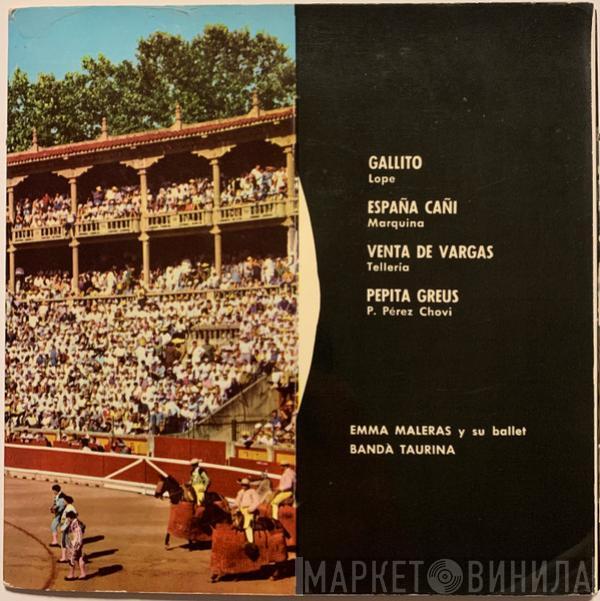 GALLITO
Lope
ESPAÑA CAÑI
Marquina
VENTA DE VARGAS
Telleria
PEPITA GREUS
P. Pérez Chovi
EMMA MALERAS y su ballet
BANDA TAURINA
МАРКЕТ ВИНИЛА